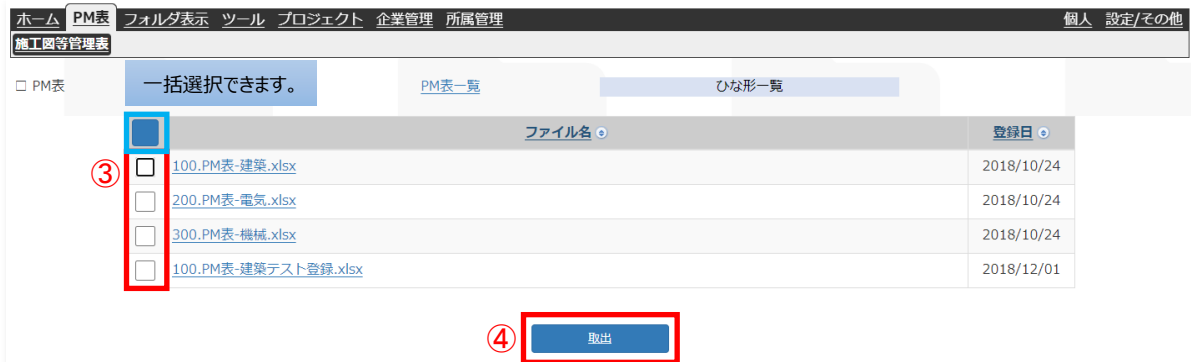 ホーム PM表 フォルダ表示 ツール プロジェクト 企業管理 所属管理 個人 設定/その他
施工図等管理表
□ PM表 一括選択できます。 PM表一覧 ひな形一覧
ファイル名 登録日
③ 100.PM表-建築.xlsx 2018/10/24
200.PM表-電気.xlsx 2018/10/24
300.PM表-機械.xlsx 2018/10/24
100.PM表-建築テスト登録.xlsx 2018/12/01
④ 取出